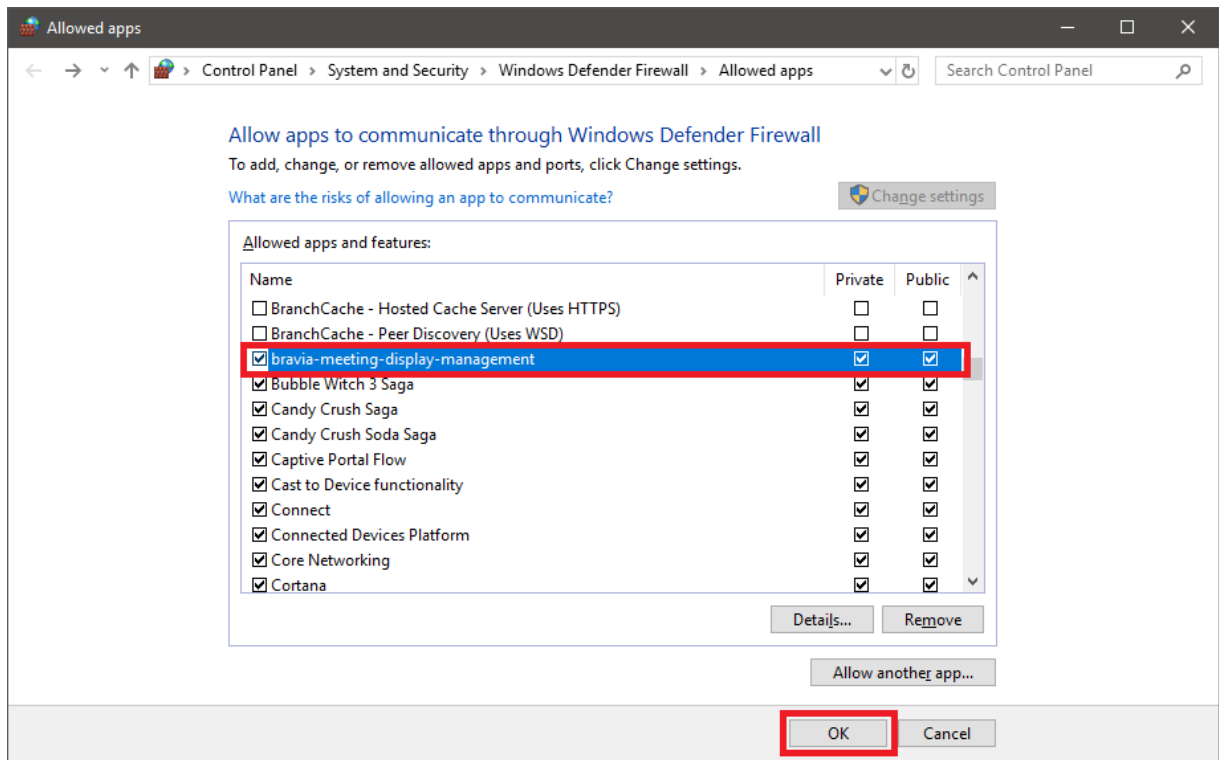 Allowed apps
Control Panel > System and Security > Windows Defender Firewall > Allowed apps
Search Control Panel
Allow apps to communicate through Windows Defender Firewall
To add, change, or remove allowed apps and ports, click Change settings.
What are the risks of allowing an app to communicate?
Change settings
Allowed apps and features:
Name Private Public
BranchCache - Hosted Cache Server (Uses HTTPS)
BranchCache - Peer Discovery (Uses WSD)
bravia-meeting-display-management
Bubble Witch 3 Saga
Candy Crush Saga
Candy Crush Soda Saga
Captive Portal Flow
Cast to Device functionality
Connect
Connected Devices Platform
Core Networking
Cortana
Details... Remove
Allow another app...
OK Cancel